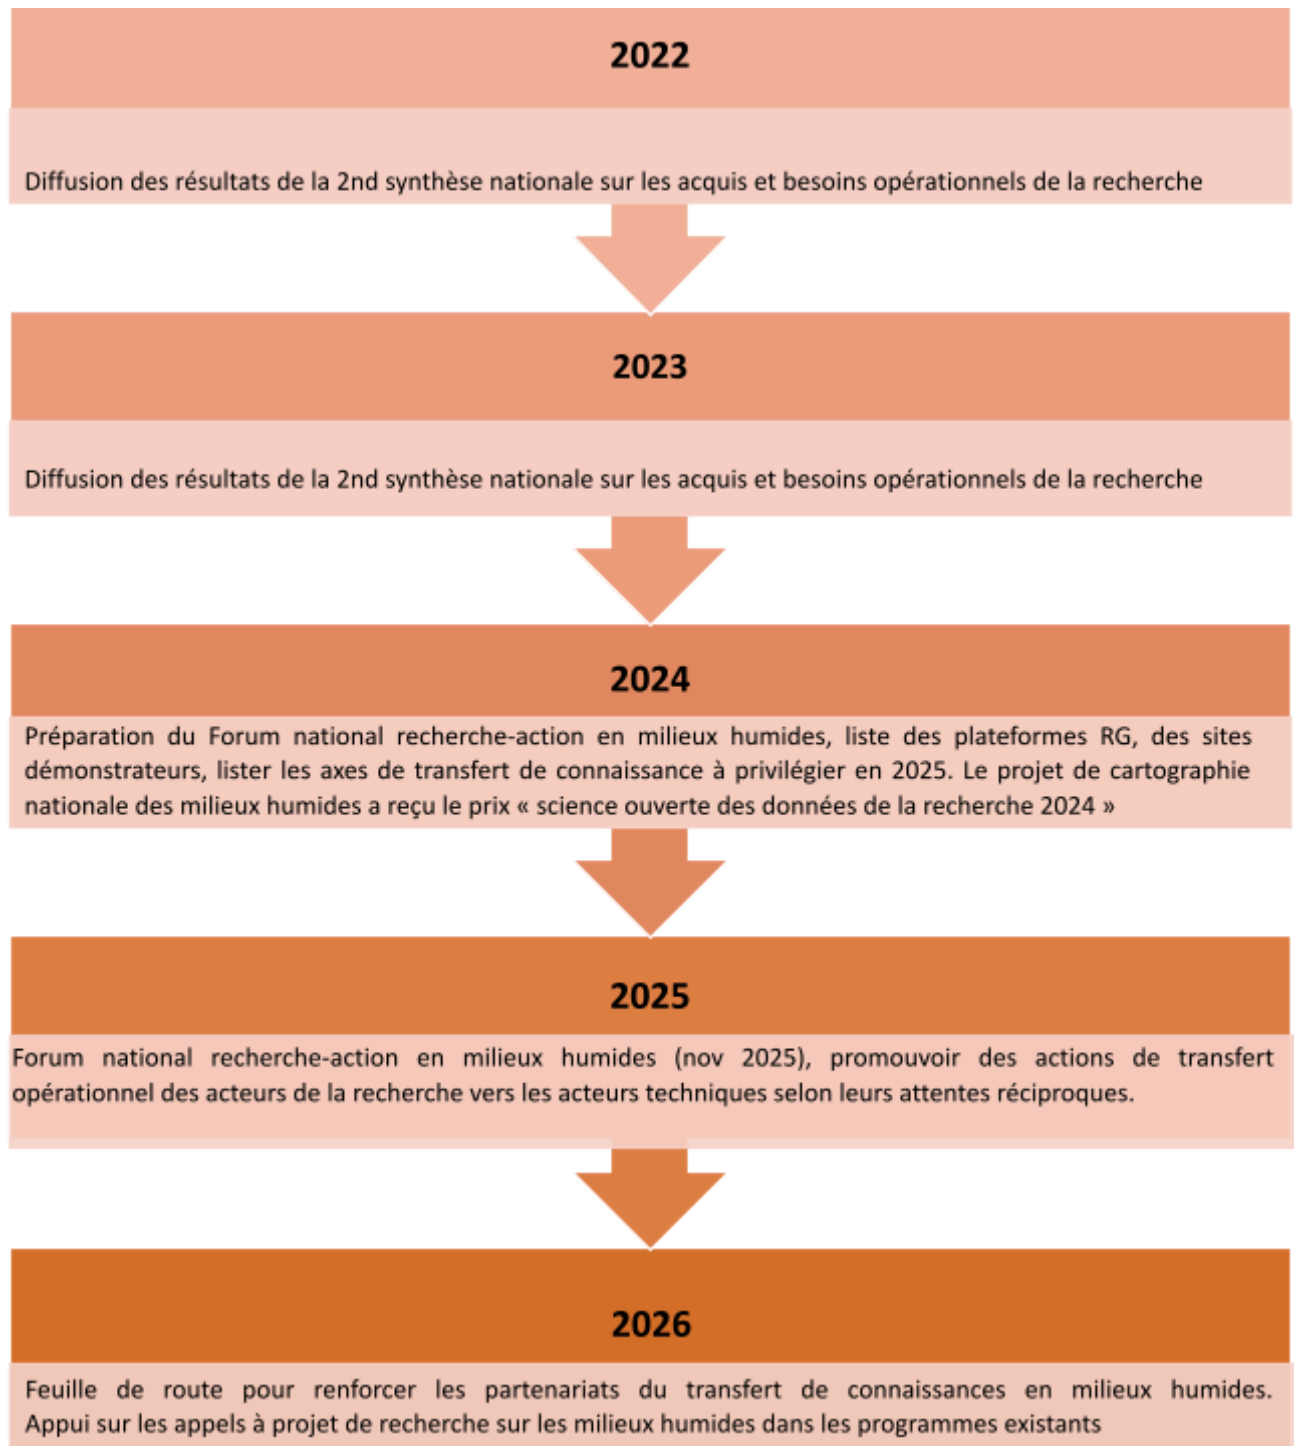 2022
Diffusion des résultats de la 2nd synthèse nationale sur les acquis et besoins opérationnels de la recherche
2023
Diffusion des résultats de la 2nd synthèse nationale sur les acquis et besoins opérationnels de la recherche
2024
Préparation du Forum national recherche-action en milieux humides, liste des plateformes RG, des sites
démonstrateurs, lister les axes de transfert de connaissance à privilégier en 2025. Le projet de cartographie
nationale des milieux humides a reçu le prix « science ouverte des données de la recherche 2024 »
2025
Forum national recherche-action en milieux humides (nov 2025), promouvoir des actions de transfert
opérationnel des acteurs de la recherche vers les acteurs techniques selon leurs attentes réciproques.
2026
Feuille de route pour renforcer les partenariats du transfert de connaissances en milieux humides.
Appui sur les appels à projet de recherche sur les milieux humides dans les programmes existants